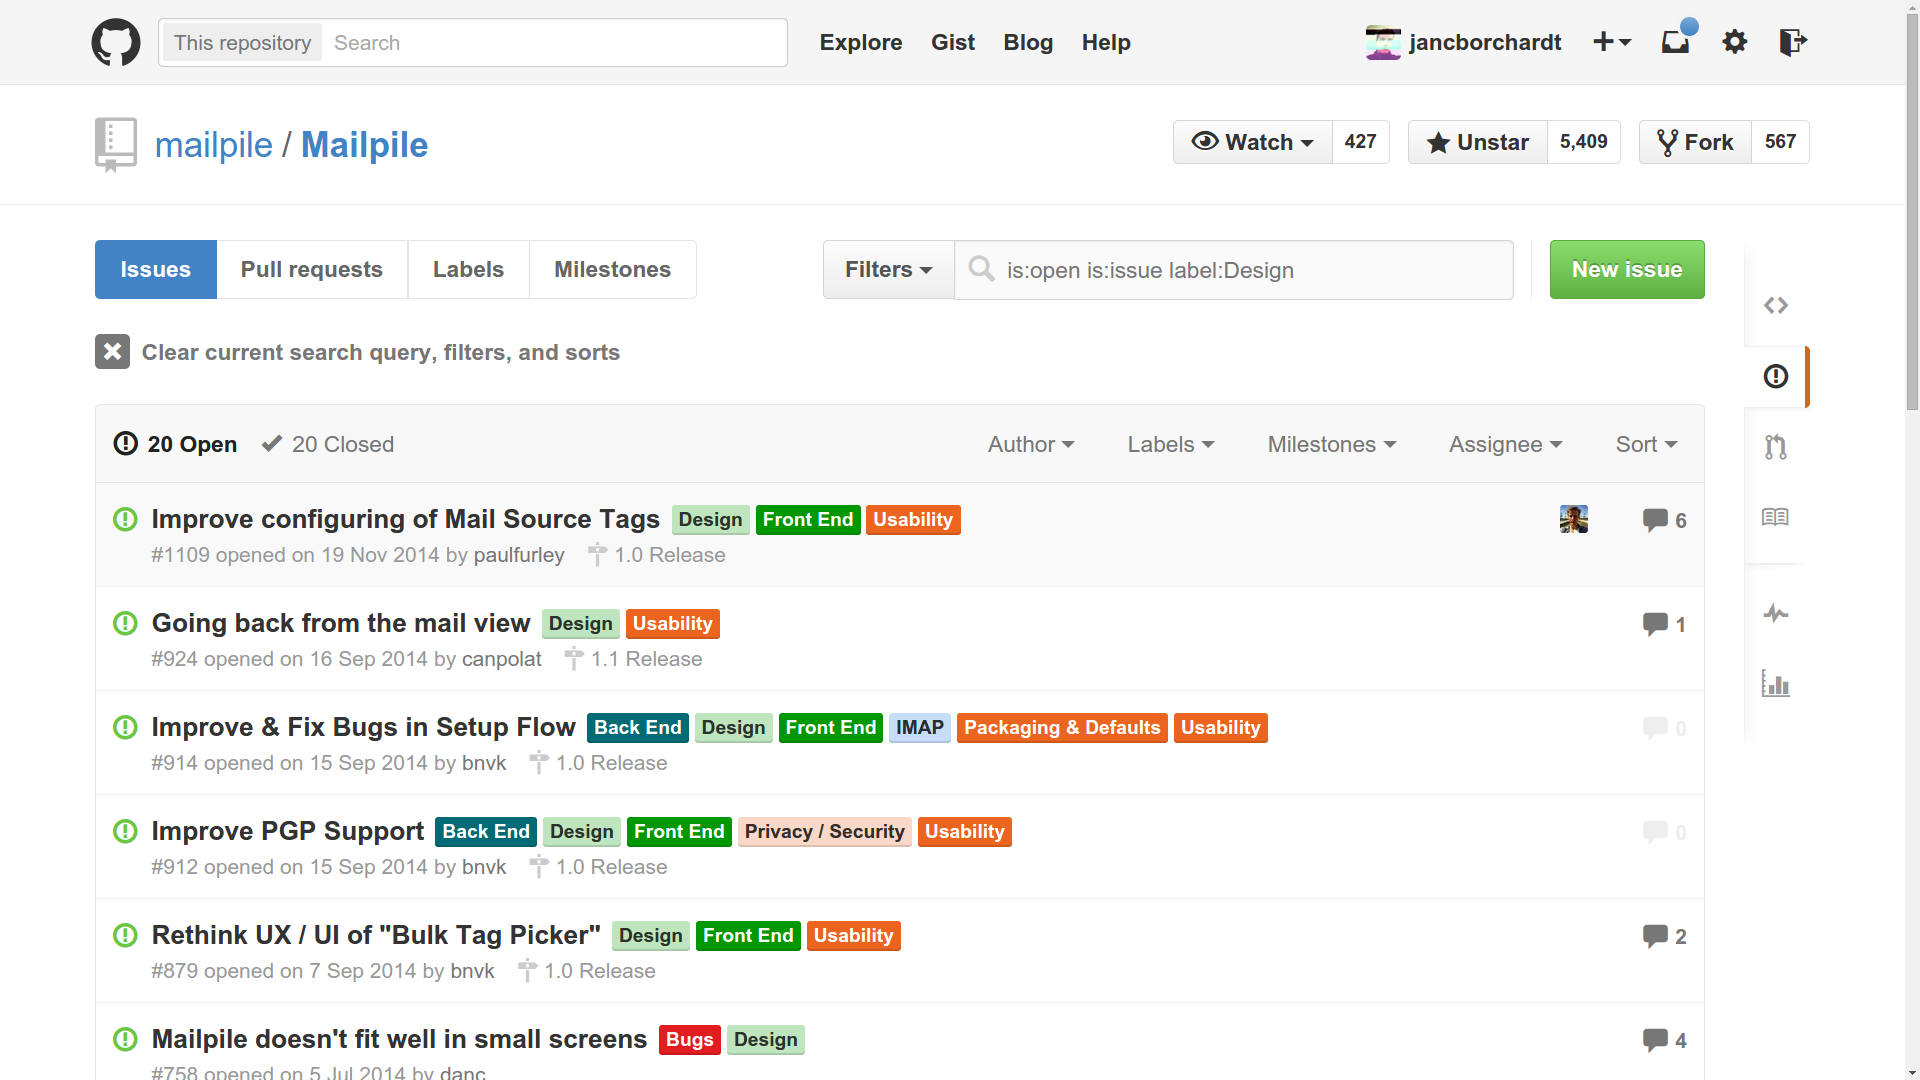 This repository Search Explore Gist Blog Help jancborchardt
mailpile / Mailpile Watch 427 Unstar 5,409 Fork 567
Issues Pull requests Labels Milestones Filters is:open is:issue label:Design New issue
Clear current search query, filters, and sorts
20 Open 20 Closed Author Labels Milestones Assignee Sort
Improve configuring of Mail Source Tags Design Front End Usability 6
#1109 opened on 19 Nov 2014 by paulfurley 1.0 Release
Going back from the mail view Design Usability 1
#924 opened on 16 Sep 2014 by canpolat 1.1 Release
Improve & Fix Bugs in Setup Flow Back End Design Front End IMAP Packaging & Defaults Usability 0
#914 opened on 15 Sep 2014 by bnvk 1.0 Release
Improve PGP Support Back End Design Front End Privacy / Security Usability 0
#912 opened on 15 Sep 2014 by bnvk 1.0 Release
Rethink UX / UI of "Bulk Tag Picker" Design Front End Usability 2
#879 opened on 7 Sep 2014 by bnvk 1.0 Release
Mailpile doesn't fit well in small screens Bugs Design 4
#758 opened on 5 Jul 2014 by danc